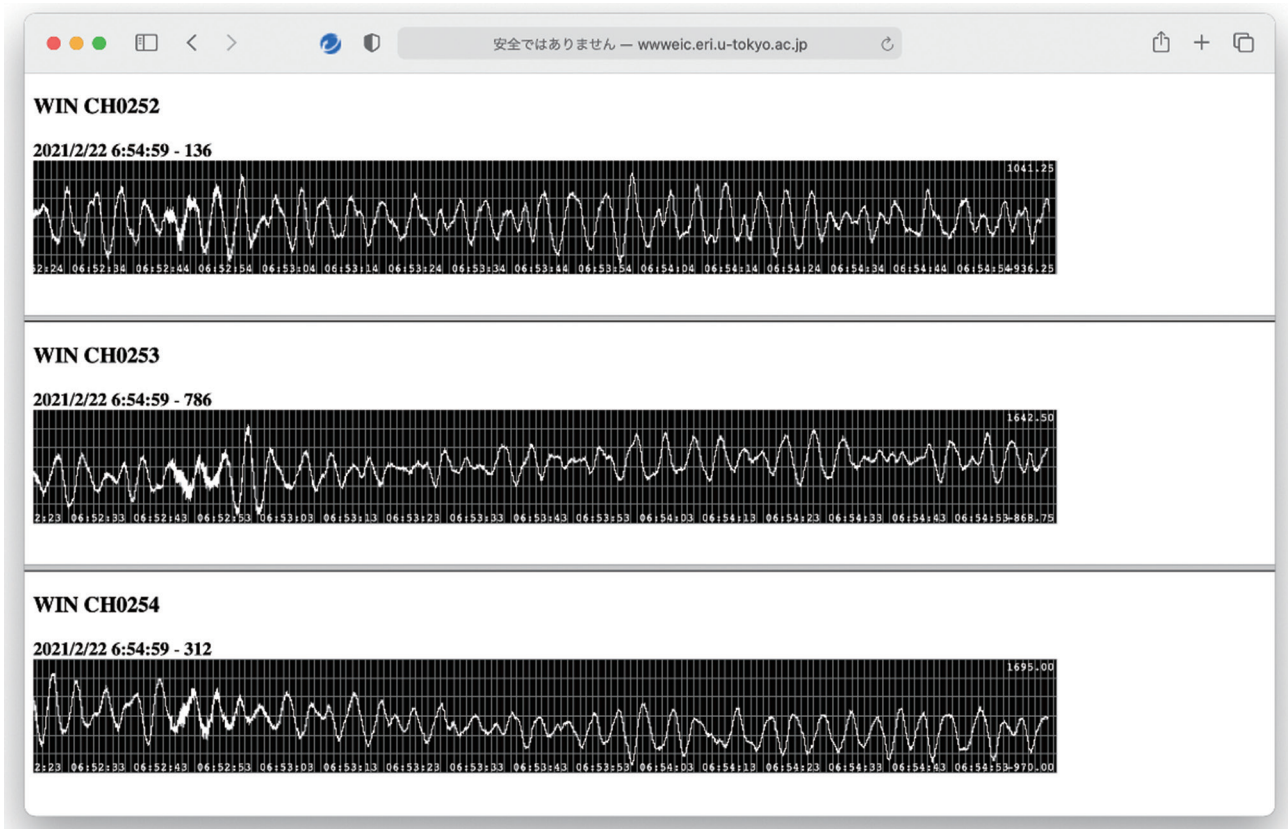 安全ではありません — wwweic.eri.u-tokyo.ac.jp
WIN CH0252
2021/2/22 6:54:59 - 136
1041.25
52:24 06:52:34 06:52:44 06:52:54 06:53:04 06:53:14 06:53:24 06:53:34 06:53:44 06:53:54 06:54:04 06:54:14 06:54:24 06:54:34 06:54:44 06:54:54-936.25
WIN CH0253
2021/2/22 6:54:59 - 786
1642.50
2:23 06:52:33 06:52:43 06:52:53 06:53:03 06:53:13 06:53:23 06:53:33 06:53:43 06:53:53 06:54:03 06:54:13 06:54:23 06:54:33 06:54:43 06:54:53-868.75
WIN CH0254
2021/2/22 6:54:59 - 312
1695.00
2:23 06:52:33 06:52:43 06:52:53 06:53:03 06:53:13 06:53:23 06:53:33 06:53:43 06:53:53 06:54:03 06:54:13 06:54:23 06:54:33 06:54:43 06:54:53-970.00